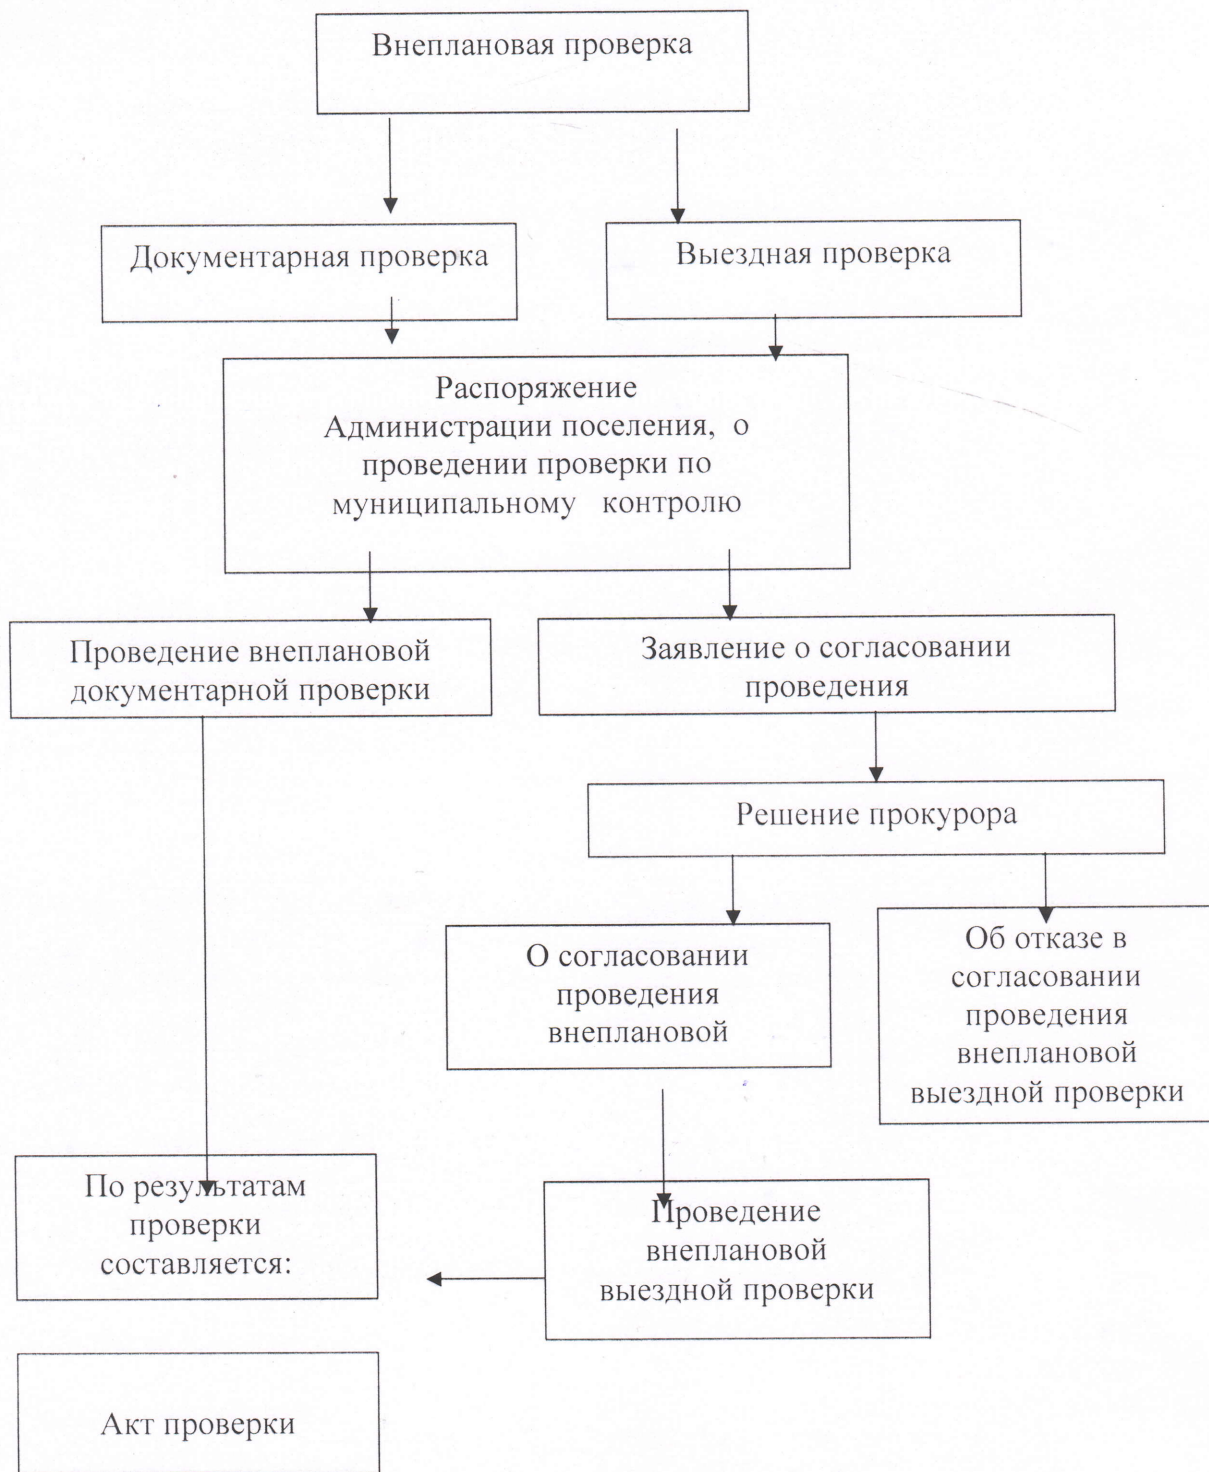 Внеплановая проверка
Документарная проверка
Выездная проверка
Распоряжение
Администрации поселения, о
проведении проверки по
муниципальному контролю
Проведение внеплановой
документарной проверки
Заявление о согласовании
проведения
Решение прокурора
О согласовании
проведения
внеплановой
Об отказе в
согласовании
проведения
внеплановой
выездной проверки
По результатам
проверки
составляется:
Проведение
внеплановой
выездной проверки
Акт проверки